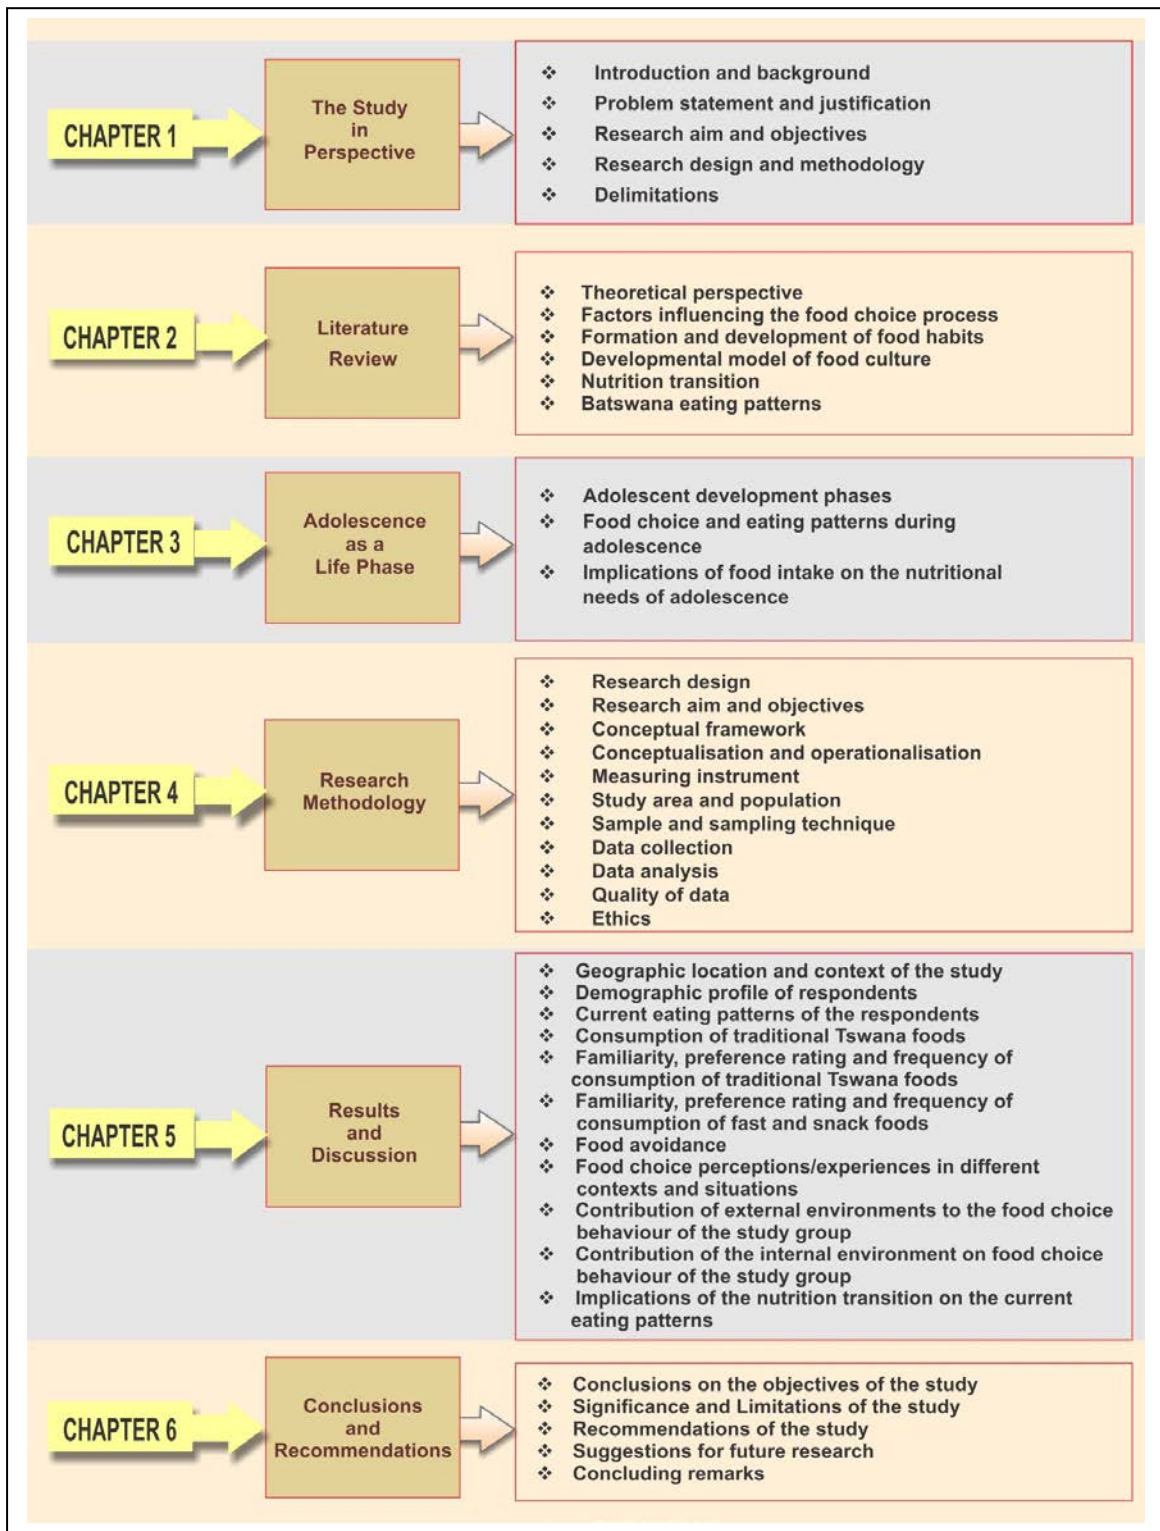 CHAPTER 1
The Study
in
Perspective
❖ Introduction and background
❖ Problem statement and justification
❖ Research aim and objectives
❖ Research design and methodology
❖ Delimitations
CHAPTER 2
Literature
Review
❖ Theoretical perspective
❖ Factors influencing the food choice process
❖ Formation and development of food habits
❖ Developmental model of food culture
❖ Nutrition transition
❖ Batswana eating patterns
CHAPTER 3
Adolescence
as a
Life Phase
❖ Adolescent development phases
❖ Food choice and eating patterns during
adolescence
❖ Implications of food intake on the nutritional
needs of adolescence
CHAPTER 4
Research
Methodology
❖ Research design
❖ Research aim and objectives
❖ Conceptual framework
❖ Conceptualisation and operationalisation
❖ Measuring instrument
❖ Study area and population
❖ Sample and sampling technique
❖ Data collection
❖ Data analysis
❖ Quality of data
❖ Ethics
CHAPTER 5
Results
and
Discussion
❖ Geographic location and context of the study
❖ Demographic profile of respondents
❖ Current eating patterns of the respondents
❖ Consumption of traditional Tswana foods
❖ Familiarity, preference rating and frequency of
consumption of traditional Tswana foods
❖ Familiarity, preference rating and frequency of
consumption of fast and snack foods
❖ Food avoidance
❖ Food choice perceptions/experiences in different
contexts and situations
❖ Contribution of external environments to the food choice
behaviour of the study group
❖ Contribution of the internal environment on food choice
behaviour of the study group
❖ Implications of the nutrition transition on the current
eating patterns
CHAPTER 6
Conclusions
and
Recommendations
❖ Conclusions on the objectives of the study
❖ Significance and Limitations of the study
❖ Recommendations of the study
❖ Suggestions for future research
❖ Concluding remarks